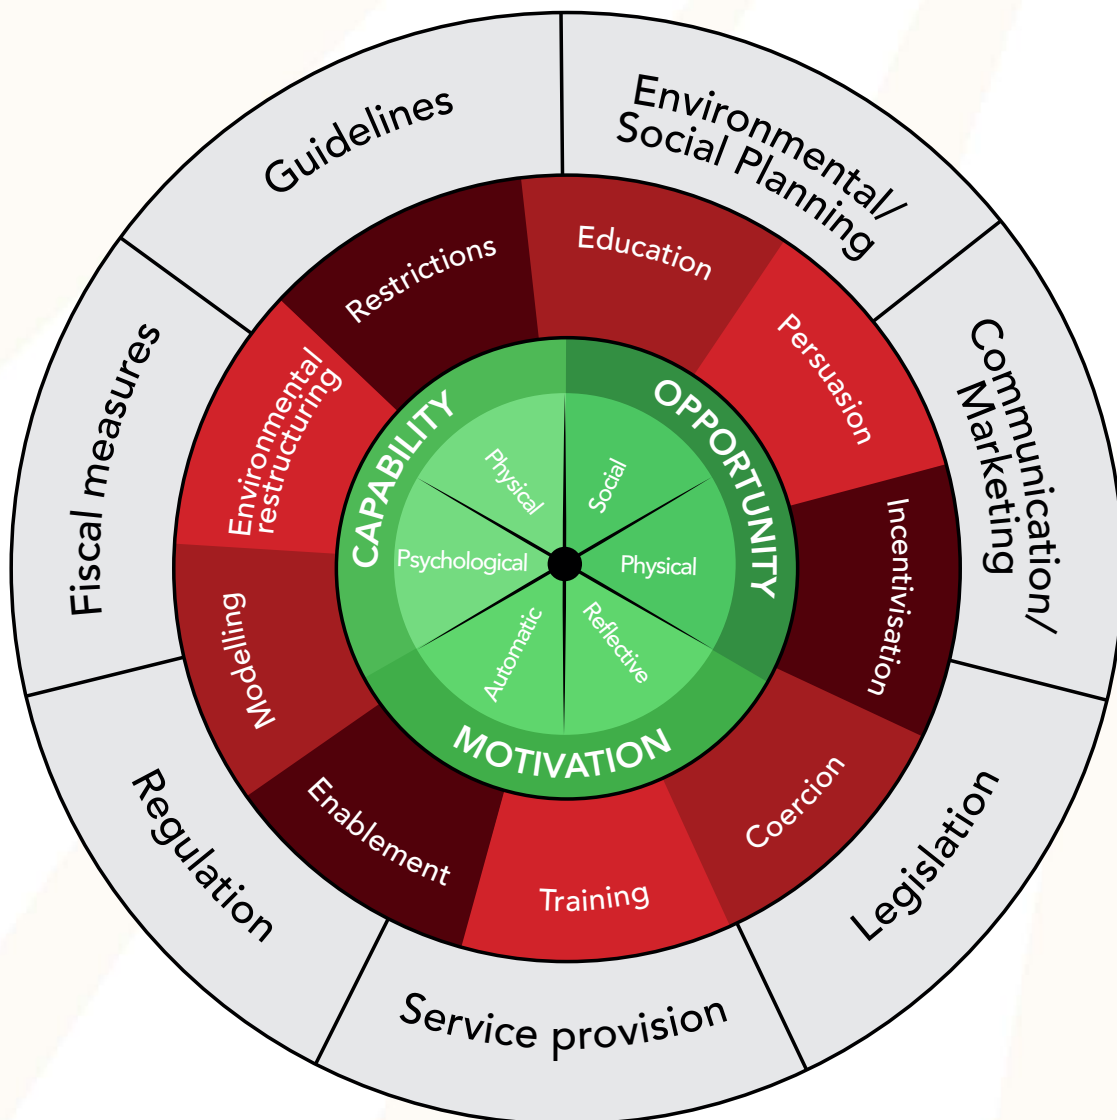 Guidelines
Environmental/
Social Planning
Communication/
Marketing
Legislation
Service provision
Regulation
Fiscal measures
Restrictions
Education
Persuasion
Incentivisation
Coercion
Training
Enablement
Modelling
Environmental
restructuring
CAPABILITY
OPPORTUNITY
MOTIVATION
Physical
Social
Physical
Reflective
Automatic
Psychological